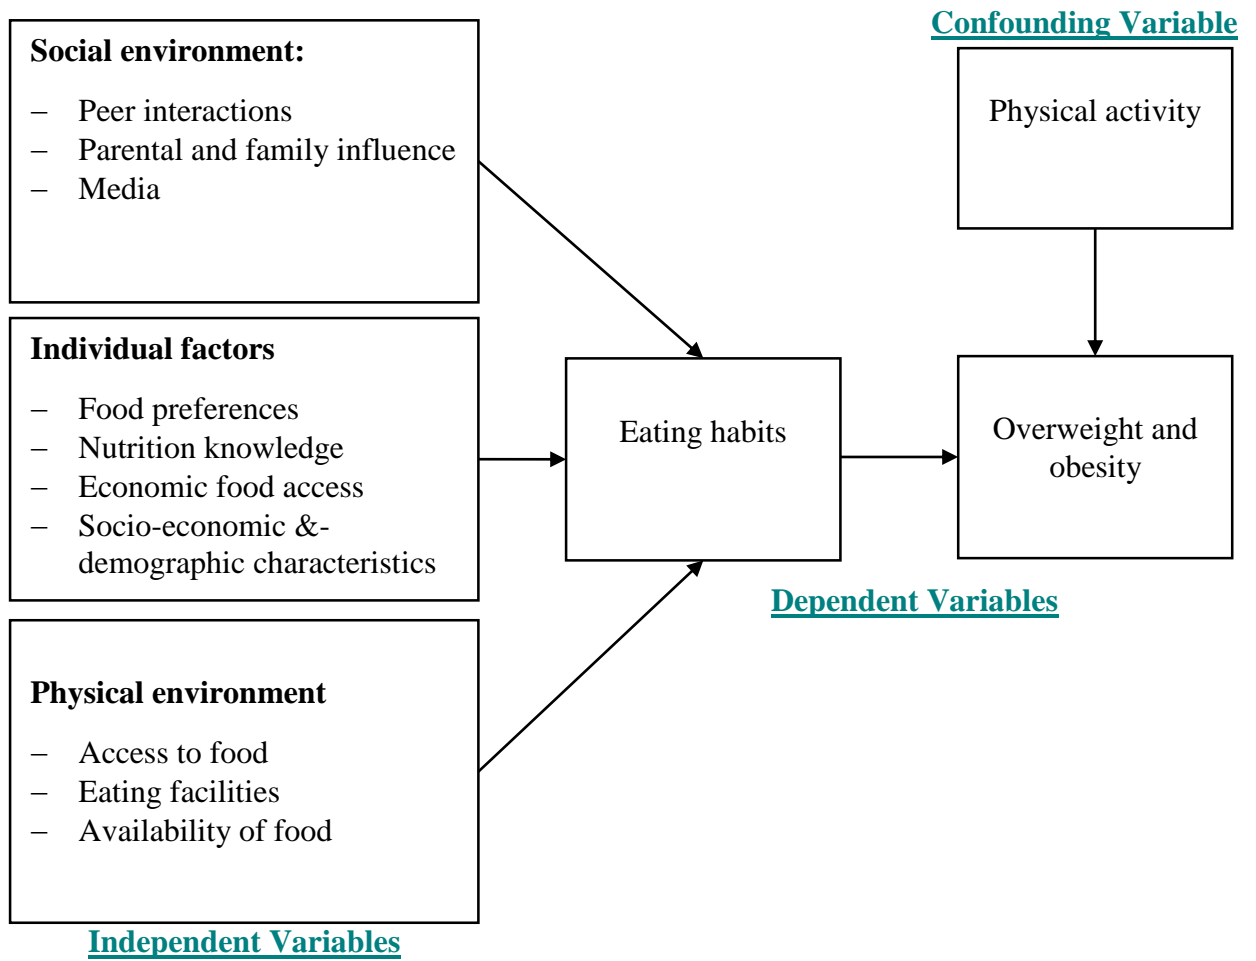 Confounding Variable
Social environment:
– Peer interactions
– Parental and family influence
– Media
Physical activity
Individual factors
– Food preferences
– Nutrition knowledge
– Economic food access
– Socio-economic &-
demographic characteristics
Eating habits
Overweight and
obesity
Dependent Variables
Physical environment
– Access to food
– Eating facilities
– Availability of food
Independent Variables